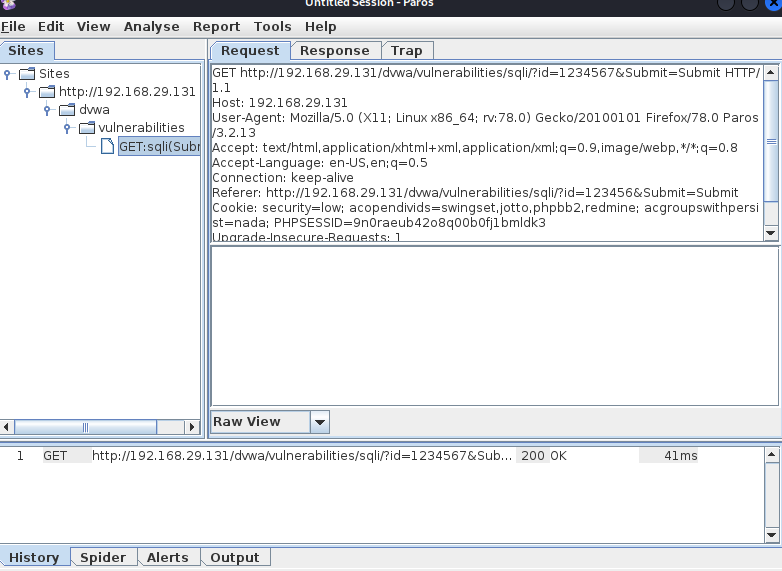 Untitled Session - Paros
File Edit View Analyse Report Tools Help
Sites
Sites
http://192.168.29.131
dvwa
vulnerabilities
GET:sqli(Subr
Request Response Trap
GET http://192.168.29.131/dvwa/vulnerabilities/sqli/?id=1234567&Submit=Submit HTTP/
1.1
Host: 192.168.29.131
User-Agent: Mozilla/5.0 (X11; Linux x86_64; rv:78.0) Gecko/20100101 Firefox/78.0 Paros
/3.2.13
Accept: text/html,application/xhtml+xml,application/xml;q=0.9,image/webp,*/*;q=0.8
Accept-Language: en-US,en;q=0.5
Connection: keep-alive
Referer: http://192.168.29.131/dvwa/vulnerabilities/sqli/?id=123456&Submit=Submit
Cookie: security=low; acopendivids=swingset,jotto,phpbb2,redmine; acgroupswithpersi
st=nada; PHPSESSID=9n0raeub42o8q00b0fj1bmldk3
Upgrade-Insecure-Requests: 1
Raw View
1 GET http://192.168.29.131/dvwa/vulnerabilities/sqli/?id=1234567&Sub... 200 OK 41ms
History Spider Alerts Output